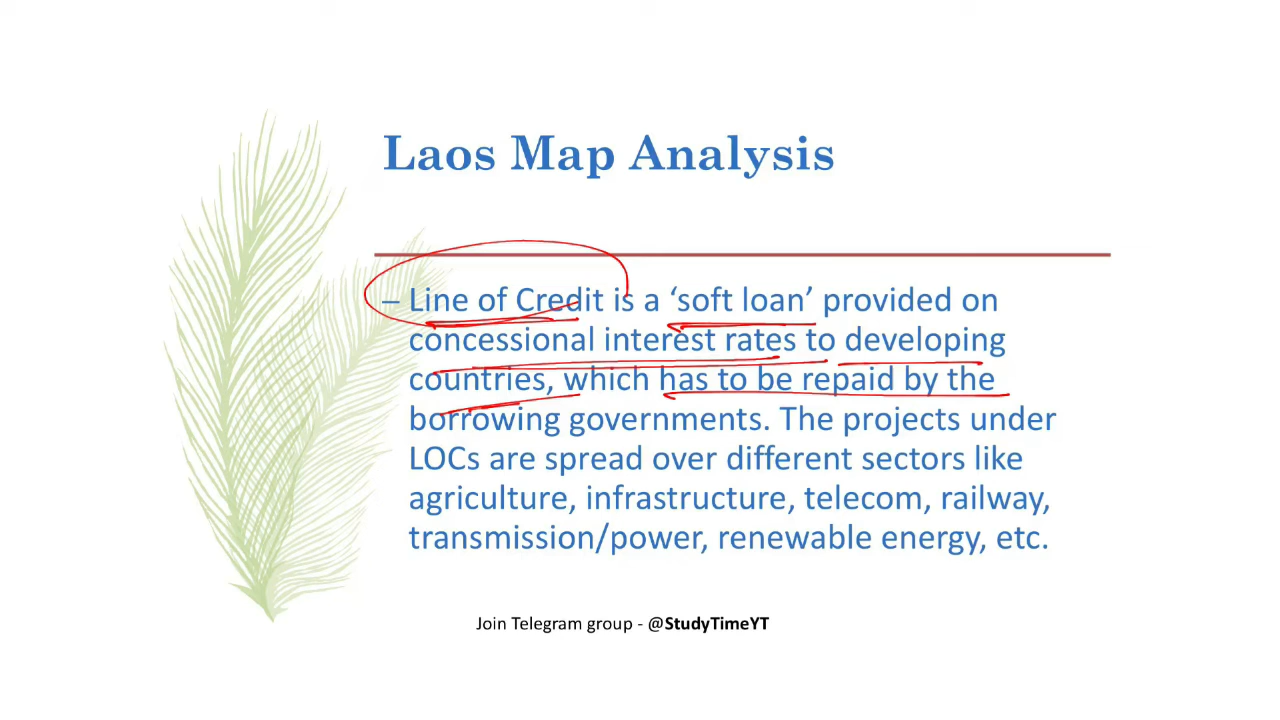 Laos Map Analysis
– Line of Credit is a ‘soft loan’ provided on
concessional interest rates to developing
countries, which has to be repaid by the
borrowing governments. The projects under
LOCs are spread over different sectors like
agriculture, infrastructure, telecom, railway,
transmission/power, renewable energy, etc.
Join Telegram group - @StudyTimeYT